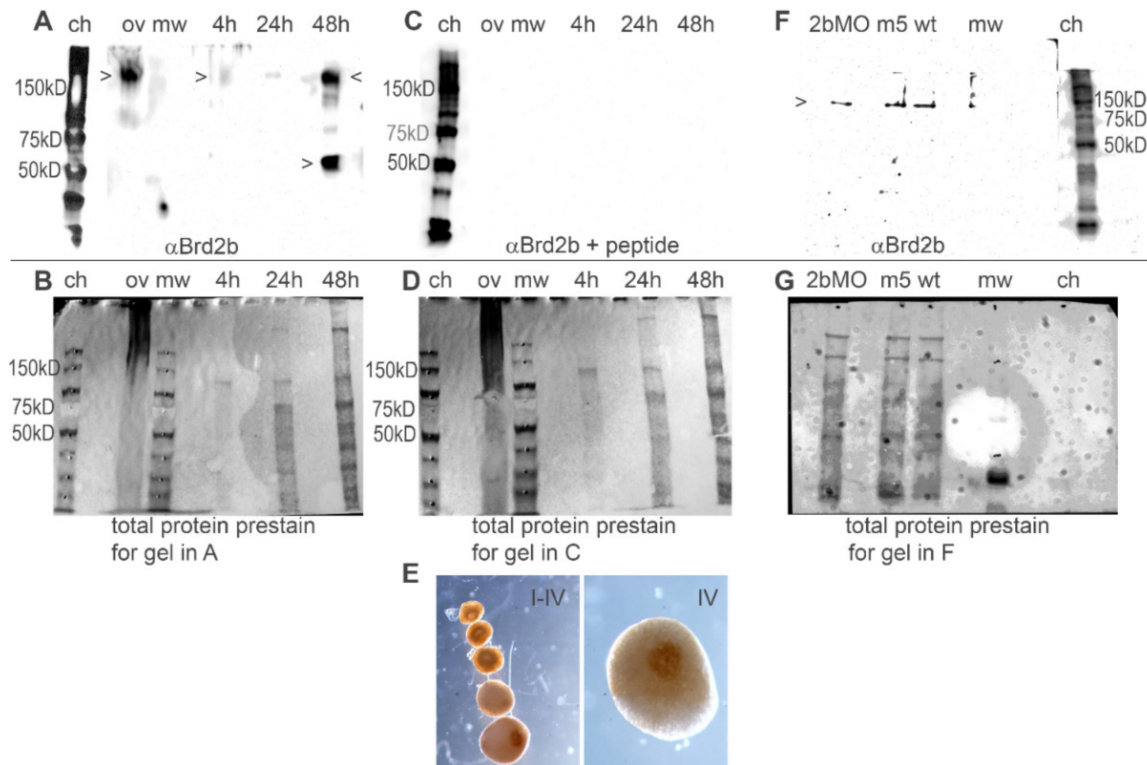 A
ch ov mw 4h 24h 48h
> > <
150kD
75kD
50kD >
αBrd2b
C
ch ov mw 4h 24h 48h
150kD
75kD
50kD
αBrd2b + peptide
F
2bMO m5 wt mw ch
> 150kD
75kD
50kD
αBrd2b
B
ch ov mw 4h 24h 48h
150kD
75kD
50kD
total protein prestain
for gel in A
D
ch ov mw 4h 24h 48h
150kD
75kD
50kD
total protein prestain
for gel in C
G
2bMO m5 wt mw ch
total protein prestain
for gel in F
E
I-IV IV